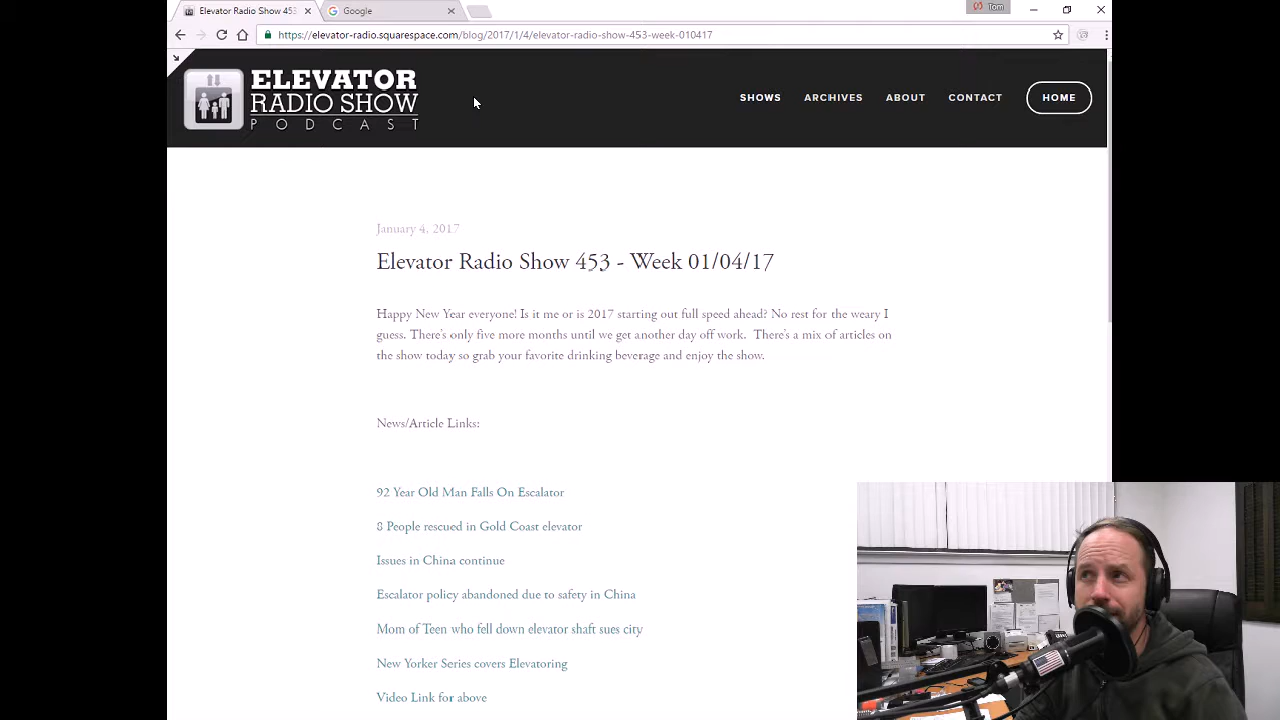 Elevator Radio Show 453
Google
Tom
https://elevator-radio.squarespace.com/blog/2017/1/4/elevator-radio-show-453-week-010417
ELEVATOR
RADIO SHOW
PODCAST
SHOWS
ARCHIVES
ABOUT
CONTACT
HOME
January 4, 2017
Elevator Radio Show 453 - Week 01/04/17
Happy New Year everyone! Is it me or is 2017 starting out full speed ahead? No rest for the weary I
guess. There's only five more months until we get another day off work. There's a mix of articles on
the show today so grab your favorite drinking beverage and enjoy the show.
News/Article Links:
92 Year Old Man Falls On Escalator
8 People rescued in Gold Coast elevator
Issues in China continue
Escalator policy abandoned due to safety in China
Mom of Teen who fell down elevator shaft sues city
New Yorker Series covers Elevatoring
Video Link for above